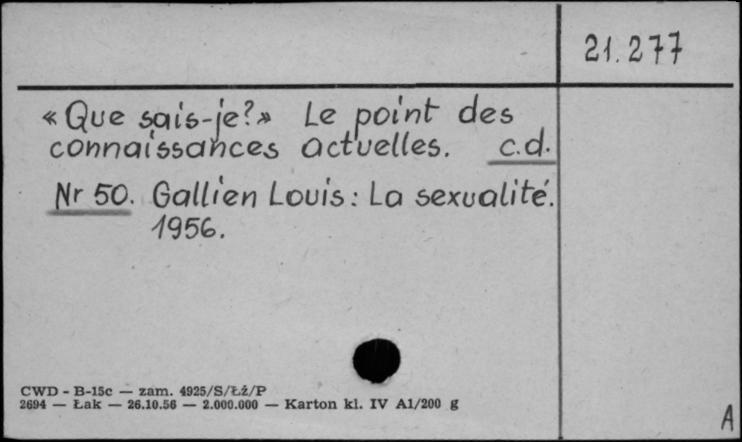 21.277
« Que sais-je? » Le point des
connaissances actuelles. c.d.
Nr 50. Gallien Louis: La sexualité.
1956.
CWD - B-15c — zam. 4925/S/Łż/P
2694 — Łak — 26.10.56 — 2.000.000 — Karton kl. IV A1/200 g
A